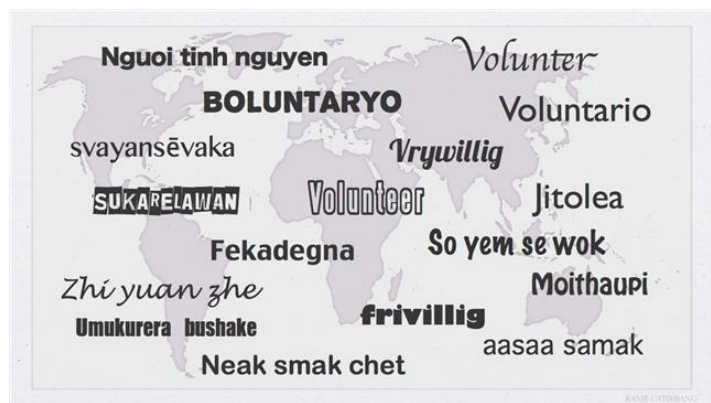 Nguoi tinh nguyen
Volunter
BOLUNTARYO
Voluntario
svayansēvaka
Vrywillig
SUKARELAWAN
Volunteer
Jitolea
Fekadegna
So yem se wok
Zhi yuan zhe
Moithaupi
Umukurera bushake
frivillig
aasaa samak
Neak smak chet